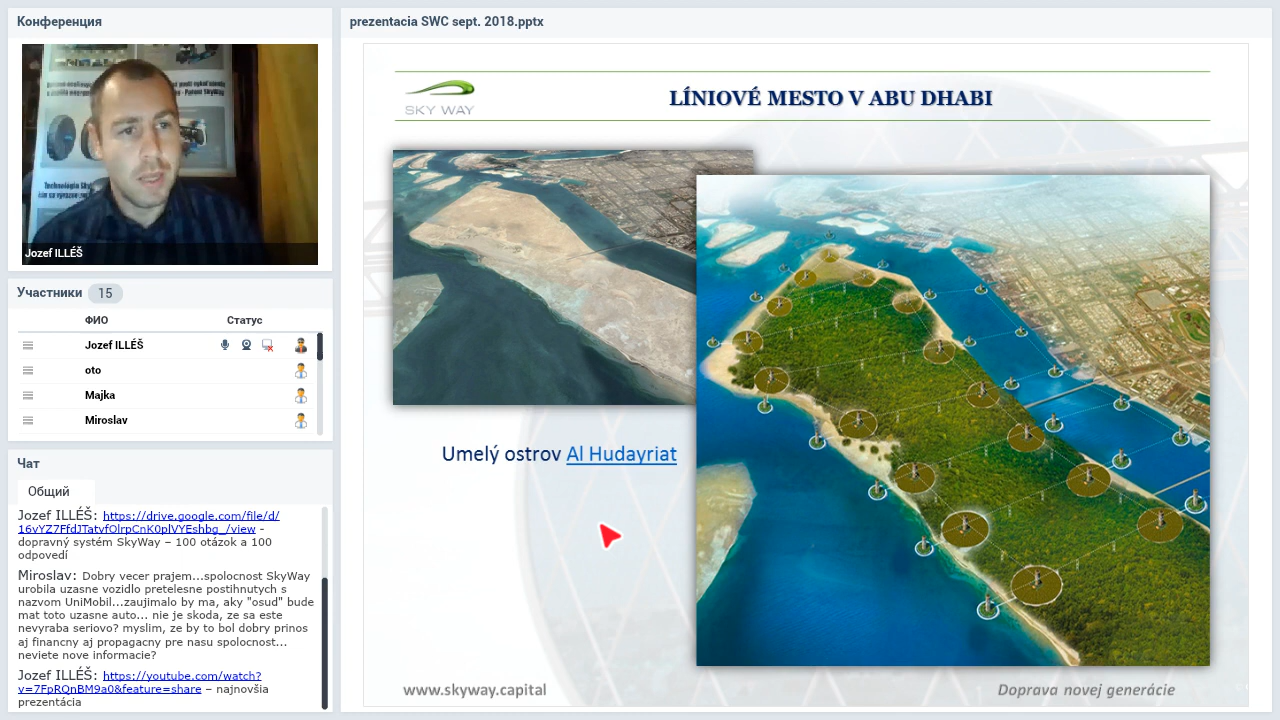 Конференция
Jozef ILLÉŠ
Участники 15
ФИО Статус
Jozef ILLÉŠ
oto
Majka
Miroslav
Чат
Общий
Jozef ILLÉŠ: https://drive.google.com/file/d/
16vYZ7FfdJTatvfOlrpCnK0plVYEshbg_/view -
dopravný systém SkyWay – 100 otázok a 100
odpovedí
Miroslav: Dobry vecer prajem...spolocnost SkyWay
urobila uzasne vozidlo pretelesne postihnutych s
nazvom UniMobil...zaujimalo by ma, aky "osud" bude
mat toto uzasne auto... nie je skoda, ze sa este
nevyraba seriovo? myslim, ze by to bol dobry prinos
aj financny aj propagacny pre nasu spolocnost...
neviete nove informacie?
Jozef ILLÉŠ: https://youtube.com/watch?
v=7FpRQnBM9a0&feature=share – najnovšia
prezentácia
prezentacia SWC sept. 2018.pptx
SKY WAY
LÍNIOVÉ MESTO V ABU DHABI
Umelý ostrov Al Hudayriat
www.skyway.capital
Doprava novej generácie